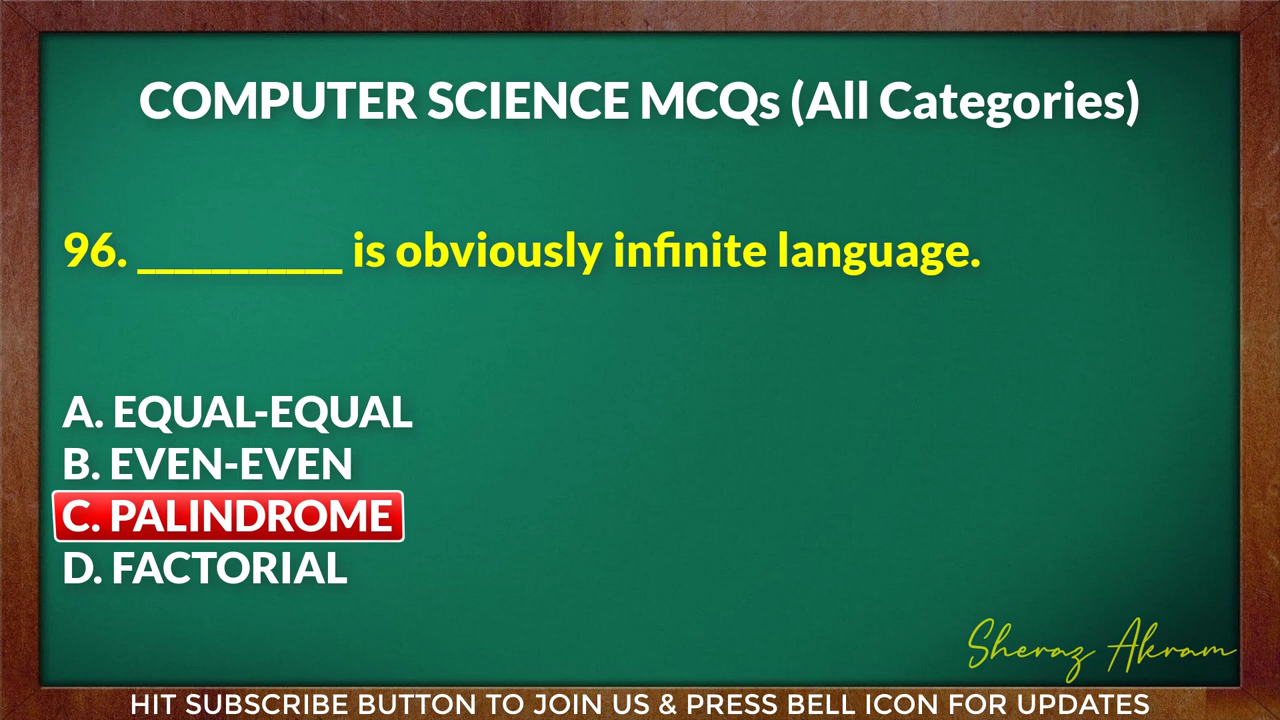 COMPUTER SCIENCE MCQs (All Categories)
96. ___________ is obviously infinite language.
A. EQUAL-EQUAL
B. EVEN-EVEN
C. PALINDROME
D. FACTORIAL
Sheraz Akram
HIT SUBSCRIBE BUTTON TO JOIN US & PRESS BELL ICON FOR UPDATES